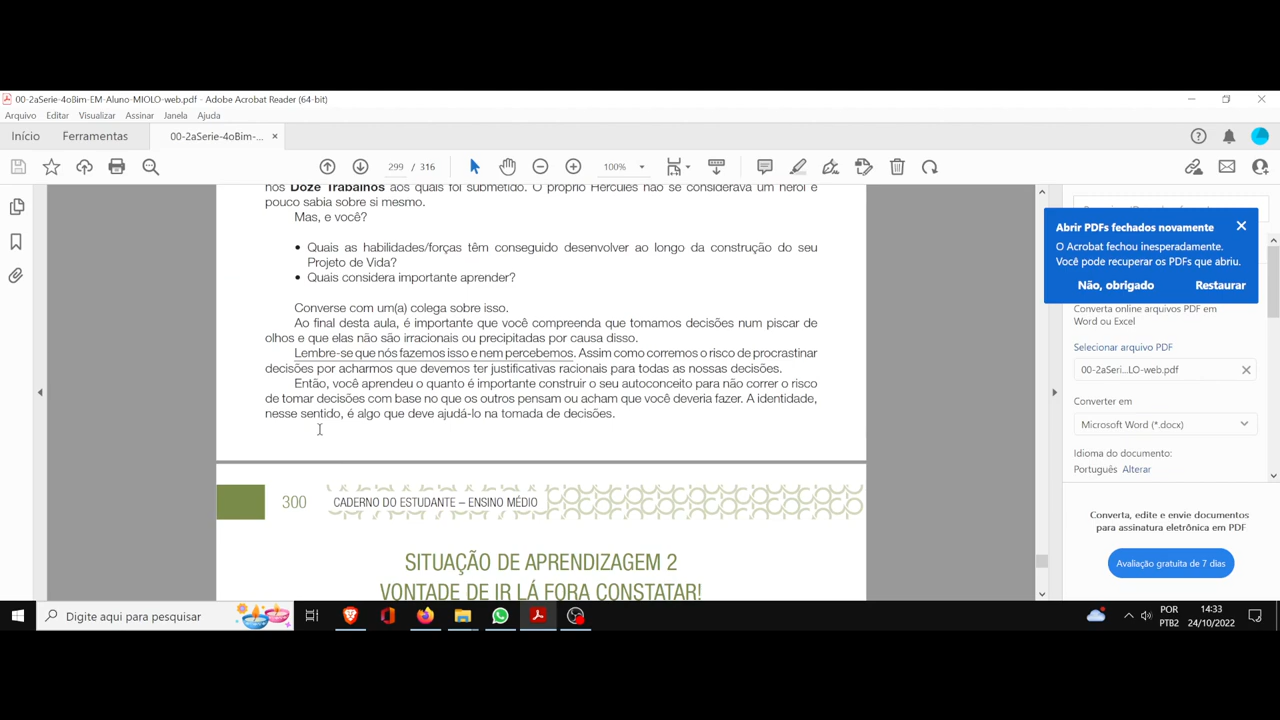 00-2aSerie-4oBim-EM-Aluno-MIOLO-web.pdf - Adobe Acrobat Reader (64-bit)
Arquivo Editar Visualizar Assinar Janela Ajuda
Início Ferramentas 00-2aSerie-4oBim-... ×
299 / 316 100%
nos Doze Trabalhos aos quais foi submetido. O próprio Hércules não se considerava um herói e
pouco sabia sobre si mesmo.
Mas, e você?
• Quais as habilidades/forças têm conseguido desenvolver ao longo da construção do seu
Projeto de Vida?
• Quais considera importante aprender?
Converse com um(a) colega sobre isso.
Ao final desta aula, é importante que você compreenda que tomamos decisões num piscar de
olhos e que elas não são irracionais ou precipitadas por causa disso.
Lembre-se que nós fazemos isso e nem percebemos. Assim como corremos o risco de procrastinar
decisões por acharmos que devemos ter justificativas racionais para todas as nossas decisões.
Então, você aprendeu o quanto é importante construir o seu autoconceito para não correr o risco
de tomar decisões com base no que os outros pensam ou acham que você deveria fazer. A identidade,
nesse sentido, é algo que deve ajudá-lo na tomada de decisões.
300 CADERNO DO ESTUDANTE – ENSINO MÉDIO
SITUAÇÃO DE APRENDIZAGEM 2
VONTADE DE IR LÁ FORA CONSTATAR!
Abrir PDFs fechados novamente
O Acrobat fechou inesperadamente.
Você pode recuperar os PDFs que abriu.
Não, obrigado Restaurar
Converta online arquivos PDF em
Word ou Excel
Selecionar arquivo PDF
00-2aSeri...LO-web.pdf
Converter em
Microsoft Word (*.docx)
Idioma do documento:
Português Alterar
Converta, edite e envie documentos
para assinatura eletrônica em PDF
Avaliação gratuita de 7 dias
Digite aqui para pesquisar
POR
PTB2
14:33
24/10/2022